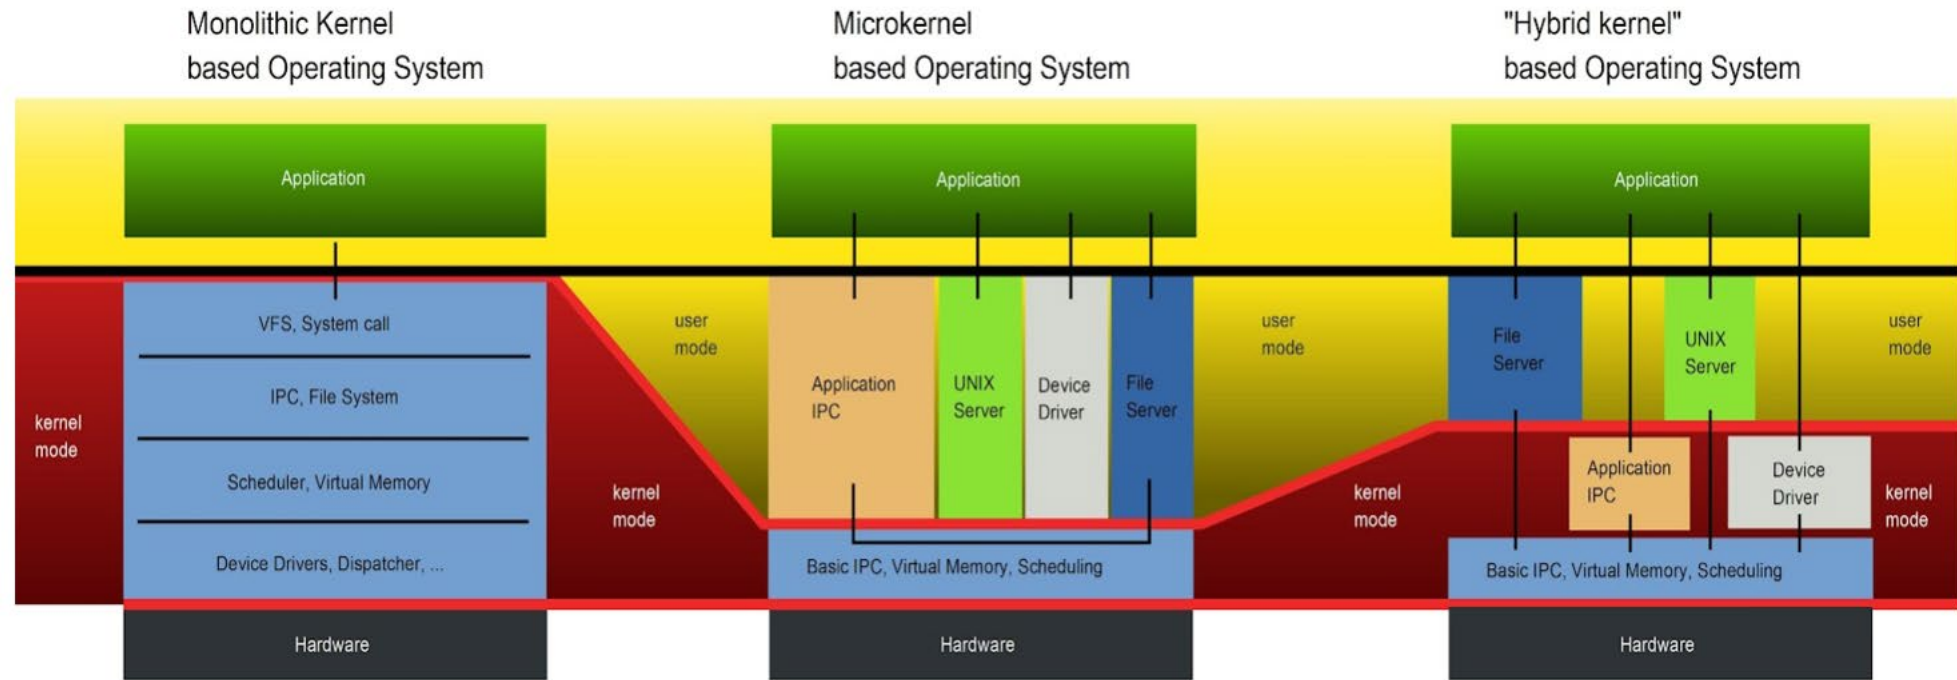 Monolithic Kernel
based Operating System
Microkernel
based Operating System
"Hybrid kernel"
based Operating System
Application
Application
Application
VFS, System call
IPC, File System
Scheduler, Virtual Memory
Device Drivers, Dispatcher, ...
kernel
mode
kernel
mode
user
mode
Application
IPC
UNIX
Server
Device
Driver
File
Server
Basic IPC, Virtual Memory, Scheduling
user
mode
kernel
mode
File
Server
UNIX
Server
user
mode
Application
IPC
Device
Driver
kernel
mode
Basic IPC, Virtual Memory, Scheduling
Hardware
Hardware
Hardware